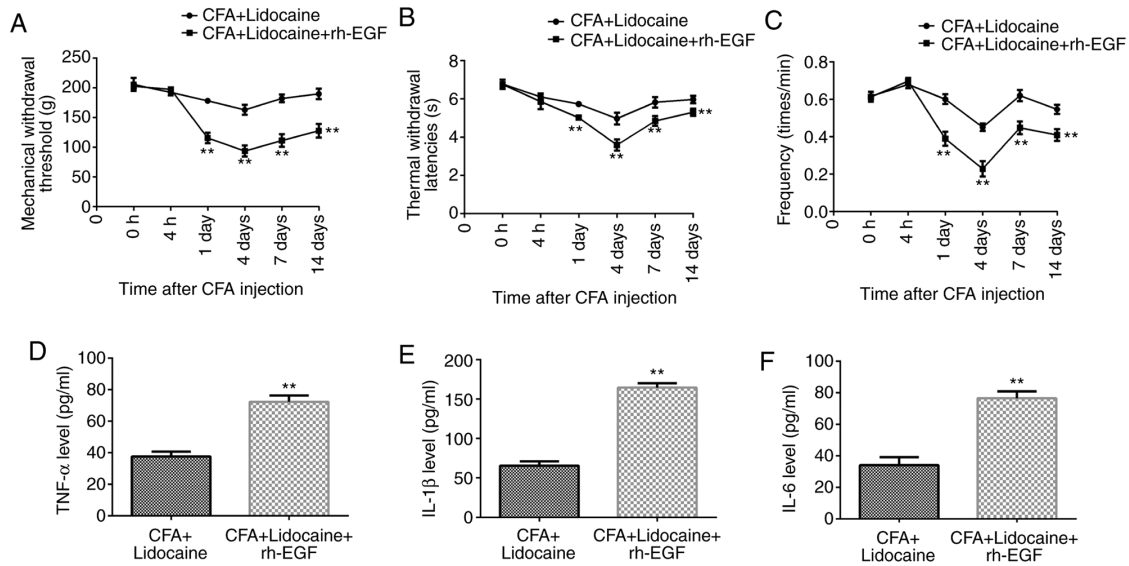 A
CFA+Lidocaine
CFA+Lidocaine+rh-EGF
Mechanical withdrawal
threshold (g)
250
200
150
100
50
0
**
**
**
**
0
0 h
4 h
1 day
4 days
7 days
14 days
Time after CFA injection
B
CFA+Lidocaine
CFA+Lidocaine+rh-EGF
Thermal withdrawal
latencies (s)
8
6
4
2
0
**
**
**
**
0
0 h
4 h
1 day
4 days
7 days
14 days
Time after CFA injection
C
CFA+Lidocaine
CFA+Lidocaine+rh-EGF
Frequency (times/min)
0.8
0.6
0.4
0.2
0.0
**
**
**
**
0
0 h
4 h
1 day
4 days
7 days
14 days
Time after CFA injection
D
TNF-α level (pg/ml)
100
80
60
40
20
0
**
CFA+
Lidocaine
CFA+Lidocaine+
rh-EGF
E
IL-1β level (pg/ml)
200
150
100
50
0
**
CFA+
Lidocaine
CFA+Lidocaine+
rh-EGF
F
IL-6 level (pg/ml)
100
80
60
40
20
0
**
CFA+
Lidocaine
CFA+Lidocaine+
rh-EGF